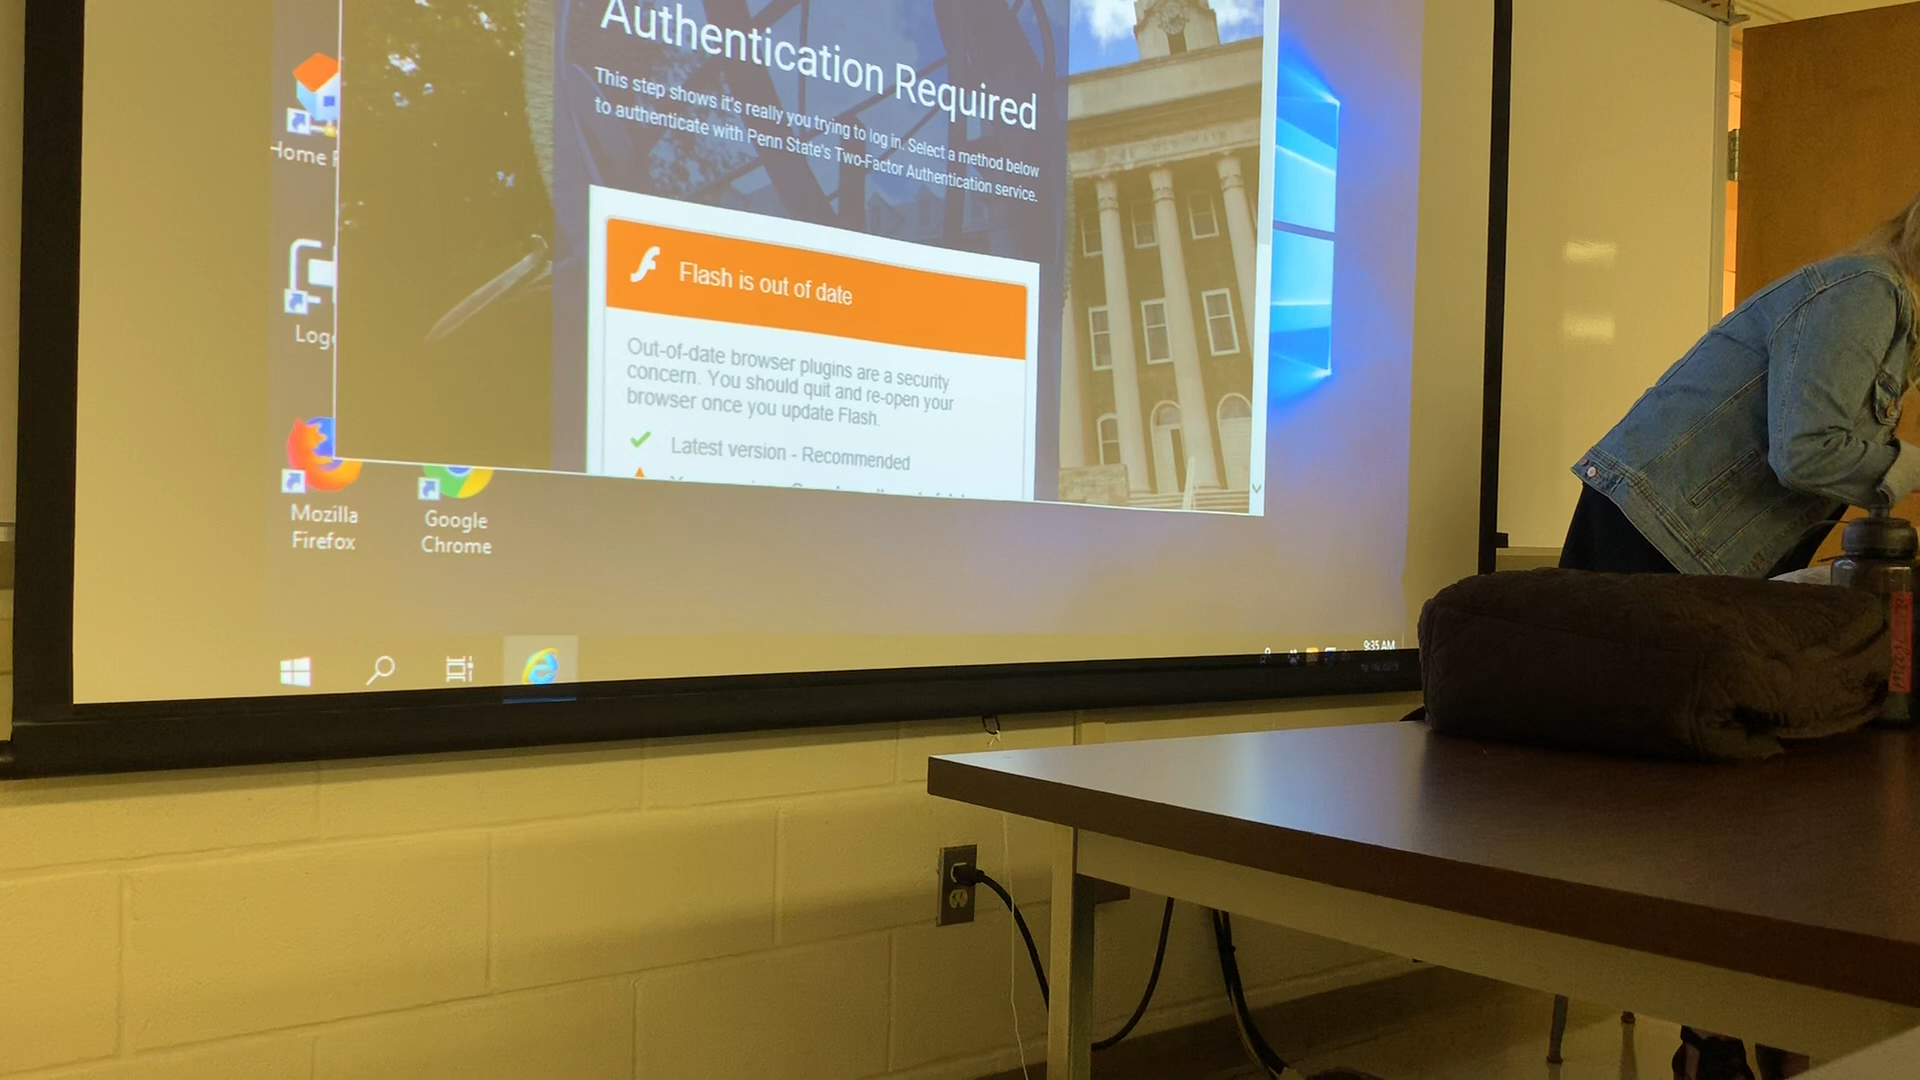 Authentication Required
This step shows it's really you trying to log in. Select a method below
to authenticate with Penn State's Two-Factor Authentication service.
Flash is out of date
Out-of-date browser plugins are a security
concern. You should quit and re-open your
browser once you update Flash.
Latest version - Recommended
Home
Log
Mozilla
Firefox
Google
Chrome
9:35 AM